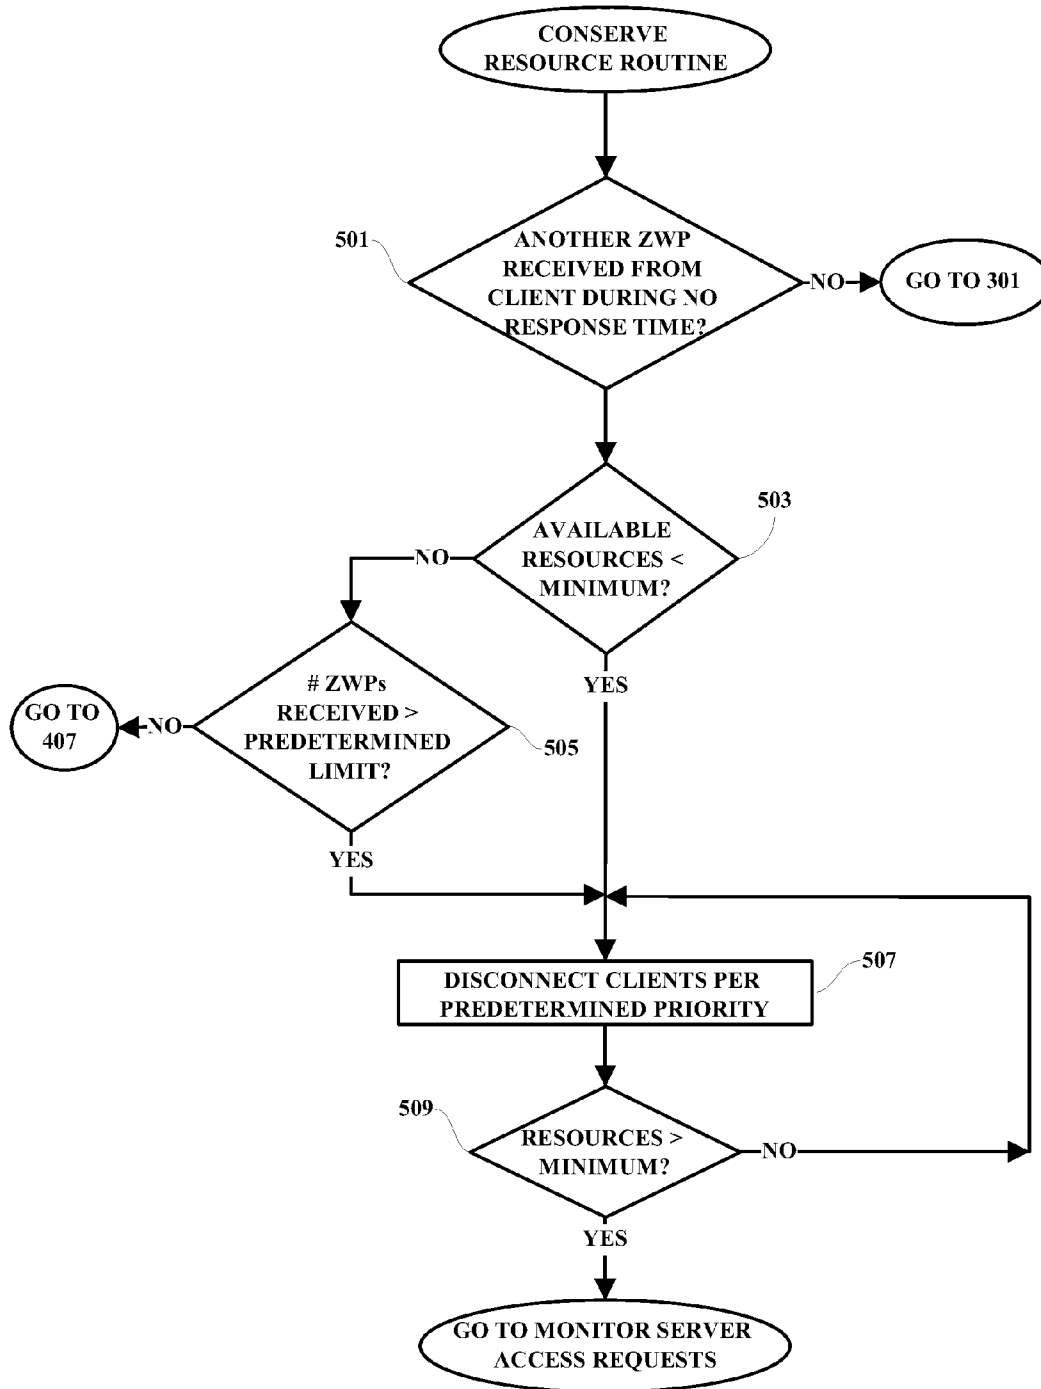 CONSERVE
RESOURCE ROUTINE
501
ANOTHER ZWP
RECEIVED FROM
CLIENT DURING NO
RESPONSE TIME?
NO
GO TO 301
503
AVAILABLE
RESOURCES <
MINIMUM?
NO
YES
# ZWPs
RECEIVED >
PREDETERMINED
LIMIT?
505
NO
GO TO
407
YES
DISCONNECT CLIENTS PER
PREDETERMINED PRIORITY
507
509
RESOURCES >
MINIMUM?
NO
YES
GO TO MONITOR SERVER
ACCESS REQUESTS